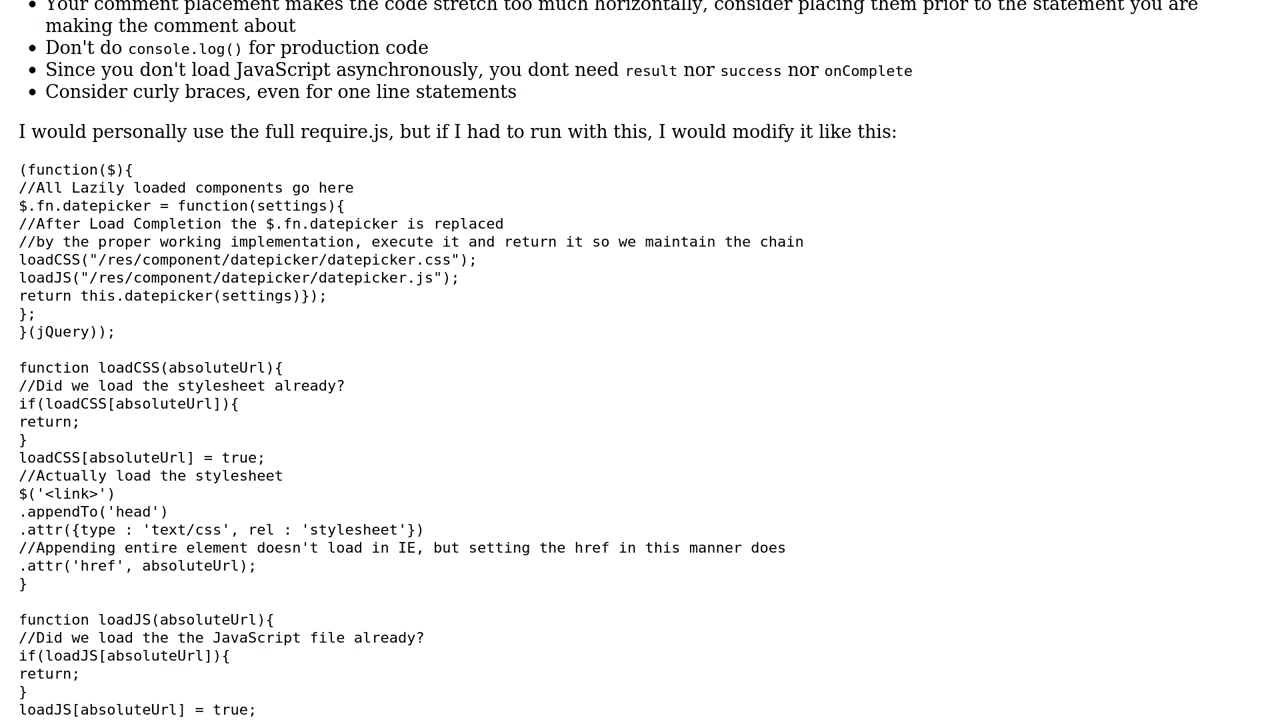 Your comment placement makes the code stretch too much horizontally, consider placing them prior to the statement you are
making the comment about
Don't do console.log() for production code
Since you don't load JavaScript asynchronously, you dont need result nor success nor onComplete
Consider curly braces, even for one line statements
I would personally use the full require.js, but if I had to run with this, I would modify it like this:
(function($){
//All Lazily loaded components go here
$.fn.datepicker = function(settings){
//After Load Completion the $.fn.datepicker is replaced
//by the proper working implementation, execute it and return it so we maintain the chain
loadCSS("/res/component/datepicker/datepicker.css");
loadJS("/res/component/datepicker/datepicker.js");
return this.datepicker(settings)});
};
}(jQuery));
function loadCSS(absoluteUrl){
//Did we load the stylesheet already?
if(loadCSS[absoluteUrl]){
return;
}
loadCSS[absoluteUrl] = true;
//Actually load the stylesheet
$('<link>')
.appendTo('head')
.attr({type : 'text/css', rel : 'stylesheet'})
//Appending entire element doesn't load in IE, but setting the href in this manner does
.attr('href', absoluteUrl);
}
function loadJS(absoluteUrl){
//Did we load the the JavaScript file already?
if(loadJS[absoluteUrl]){
return;
}
loadJS[absoluteUrl] = true;